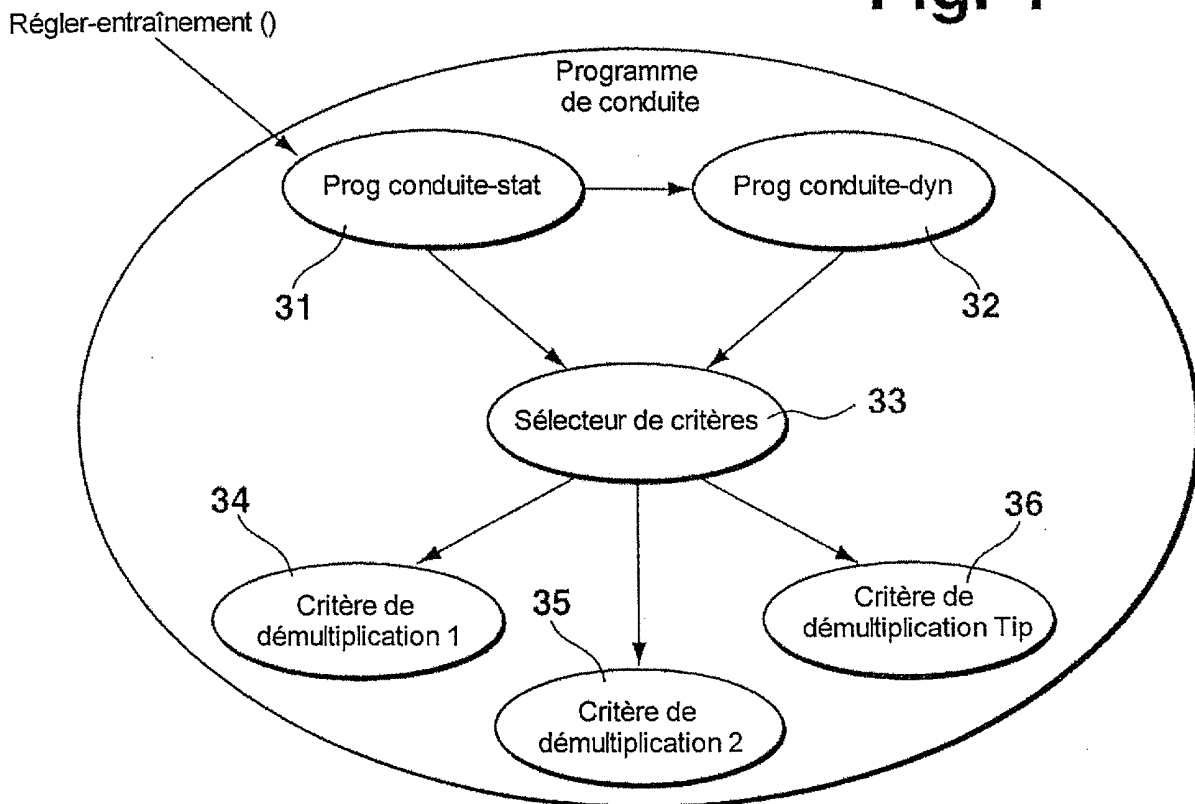 Régler-entraînement ()
Programme
de conduite
Prog conduite-stat
Prog conduite-dyn
31
32
Sélecteur de critères
33
34
36
Critère de
démultiplication 1
35
Critère de
démultiplication Tip
Critère de
démultiplication 2